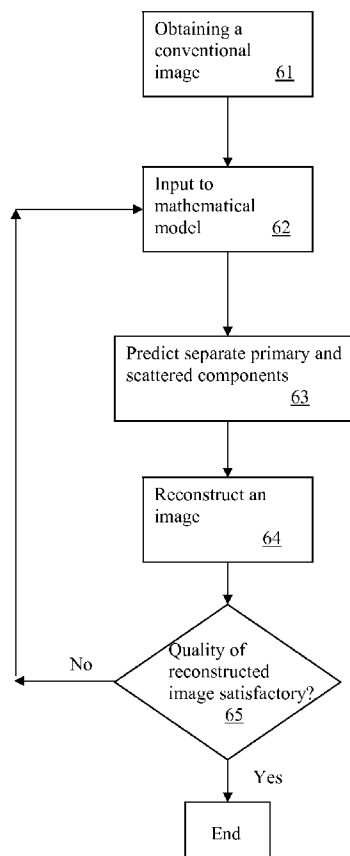 Obtaining a
conventional
image
61
Input to
mathematical
model
62
Predict separate primary and
scattered components
63
Reconstruct an
image
64
Quality of
reconstructed
image satisfactory?
65
No
Yes
End